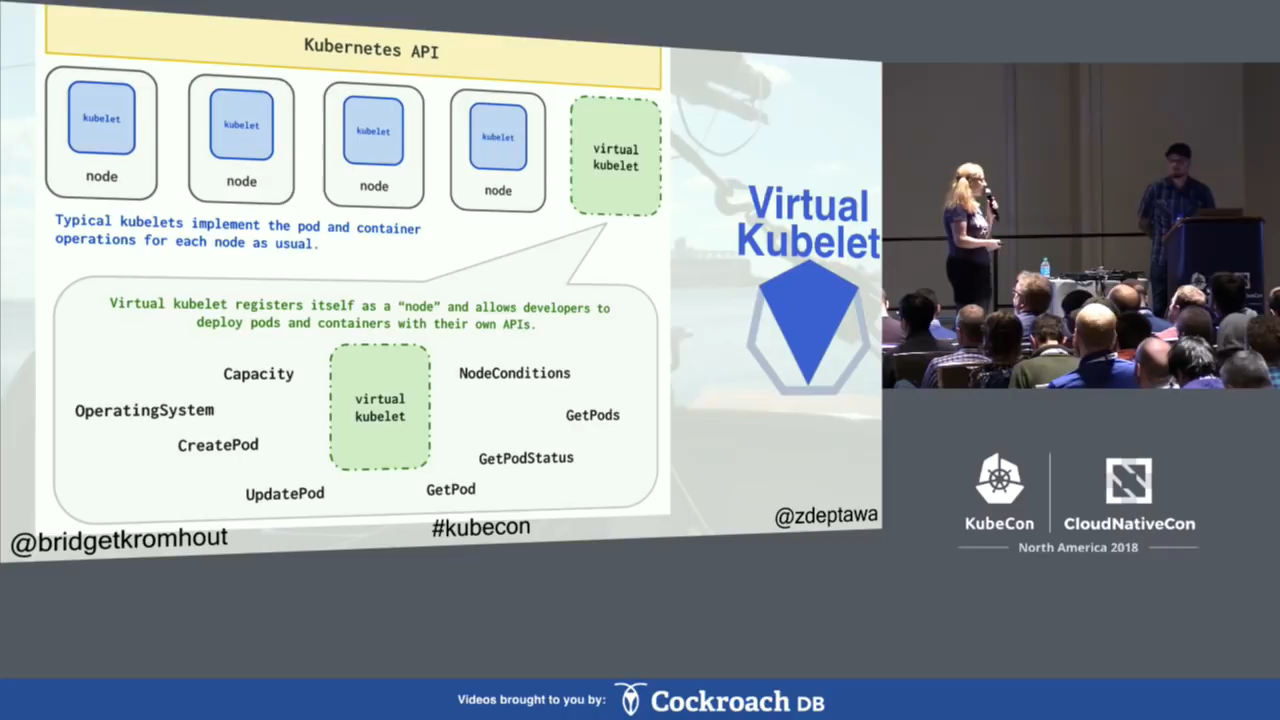 Kubernetes API
kubelet
node
kubelet
node
kubelet
node
kubelet
node
virtual
kubelet
Typical kubelets implement the pod and container
operations for each node as usual.
Virtual kubelet registers itself as a “node” and allows developers to
deploy pods and containers with their own APIs.
Capacity
NodeConditions
OperatingSystem
virtual
kubelet
GetPods
CreatePod
GetPodStatus
UpdatePod
GetPod
Virtual
Kubelet
@bridgetkromhout
#kubecon
@zdeptawa
KubeCon
CloudNativeCon
North America 2018
Videos brought to you by:
Cockroach DB